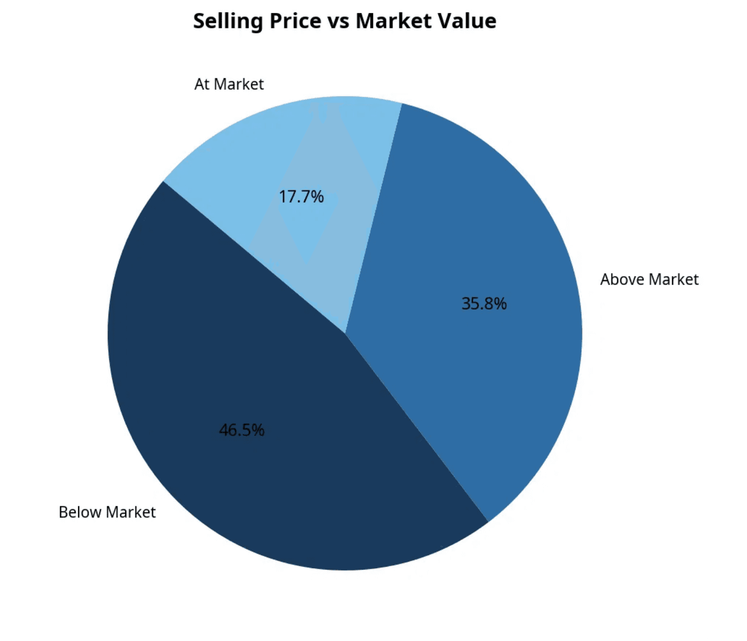 Selling Price vs Market Value
At Market
17.7%
Above Market
35.8%
46.5%
Below Market